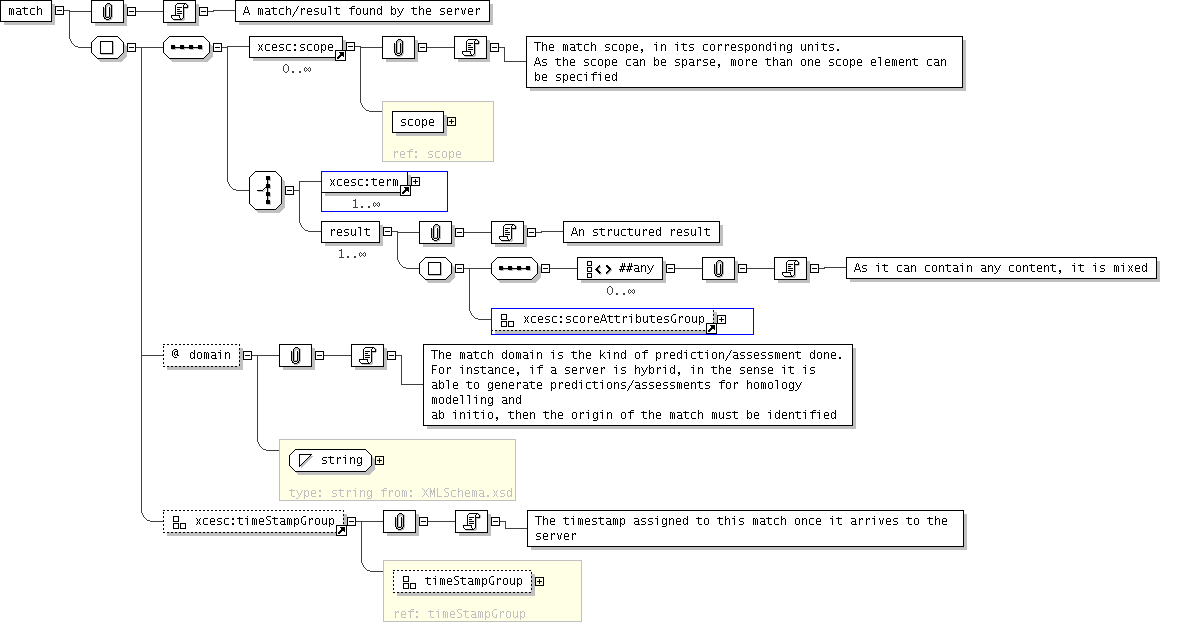 match
A match/result found by the server
xcesc:scope
0..∞
The match scope, in its corresponding units.
As the scope can be sparse, more than one scope element can
be specified
scope
ref: scope
xcesc:term
1..∞
result
1..∞
An structured result
##any
0..∞
As it can contain any content, it is mixed
xcesc:scoreAttributesGroup
@ domain
The match domain is the kind of prediction/assessment done.
For instance, if a server is hybrid, in the sense it is
able to generate predictions/assessments for homology
modelling and
ab initio, then the origin of the match must be identified
string
type: string from: XMLSchema.xsd
xcesc:timeStampGroup
The timestamp assigned to this match once it arrives to the
server
timeStampGroup
ref: timeStampGroup